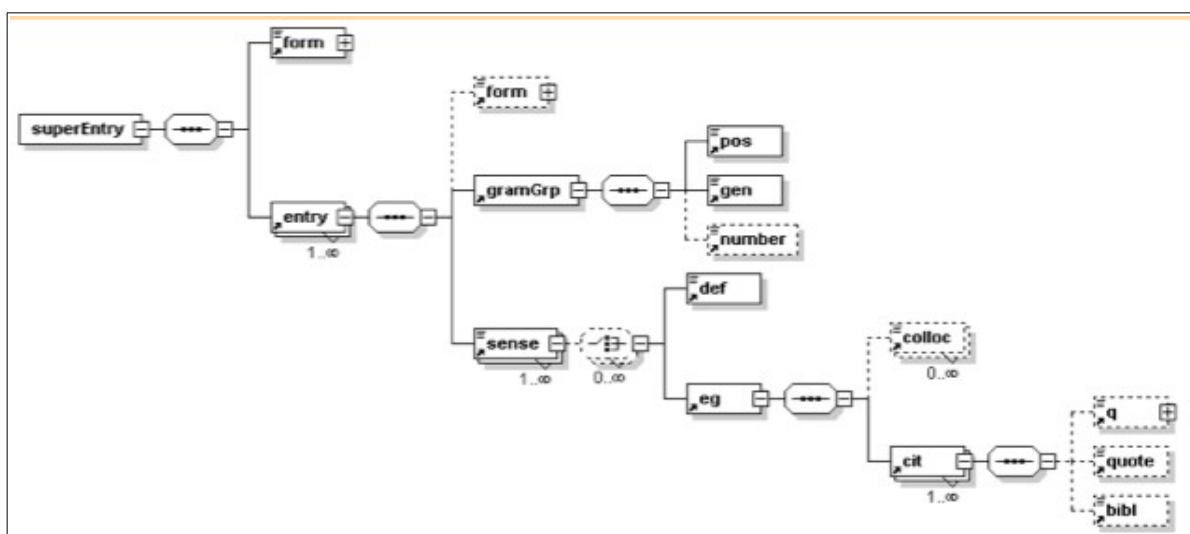 form
form
superEntry
pos
gramGrp
gen
entry
number
1..∞
def
sense
colloc
1..∞
0..∞
0..∞
eg
q
cit
quote
1..∞
bibl